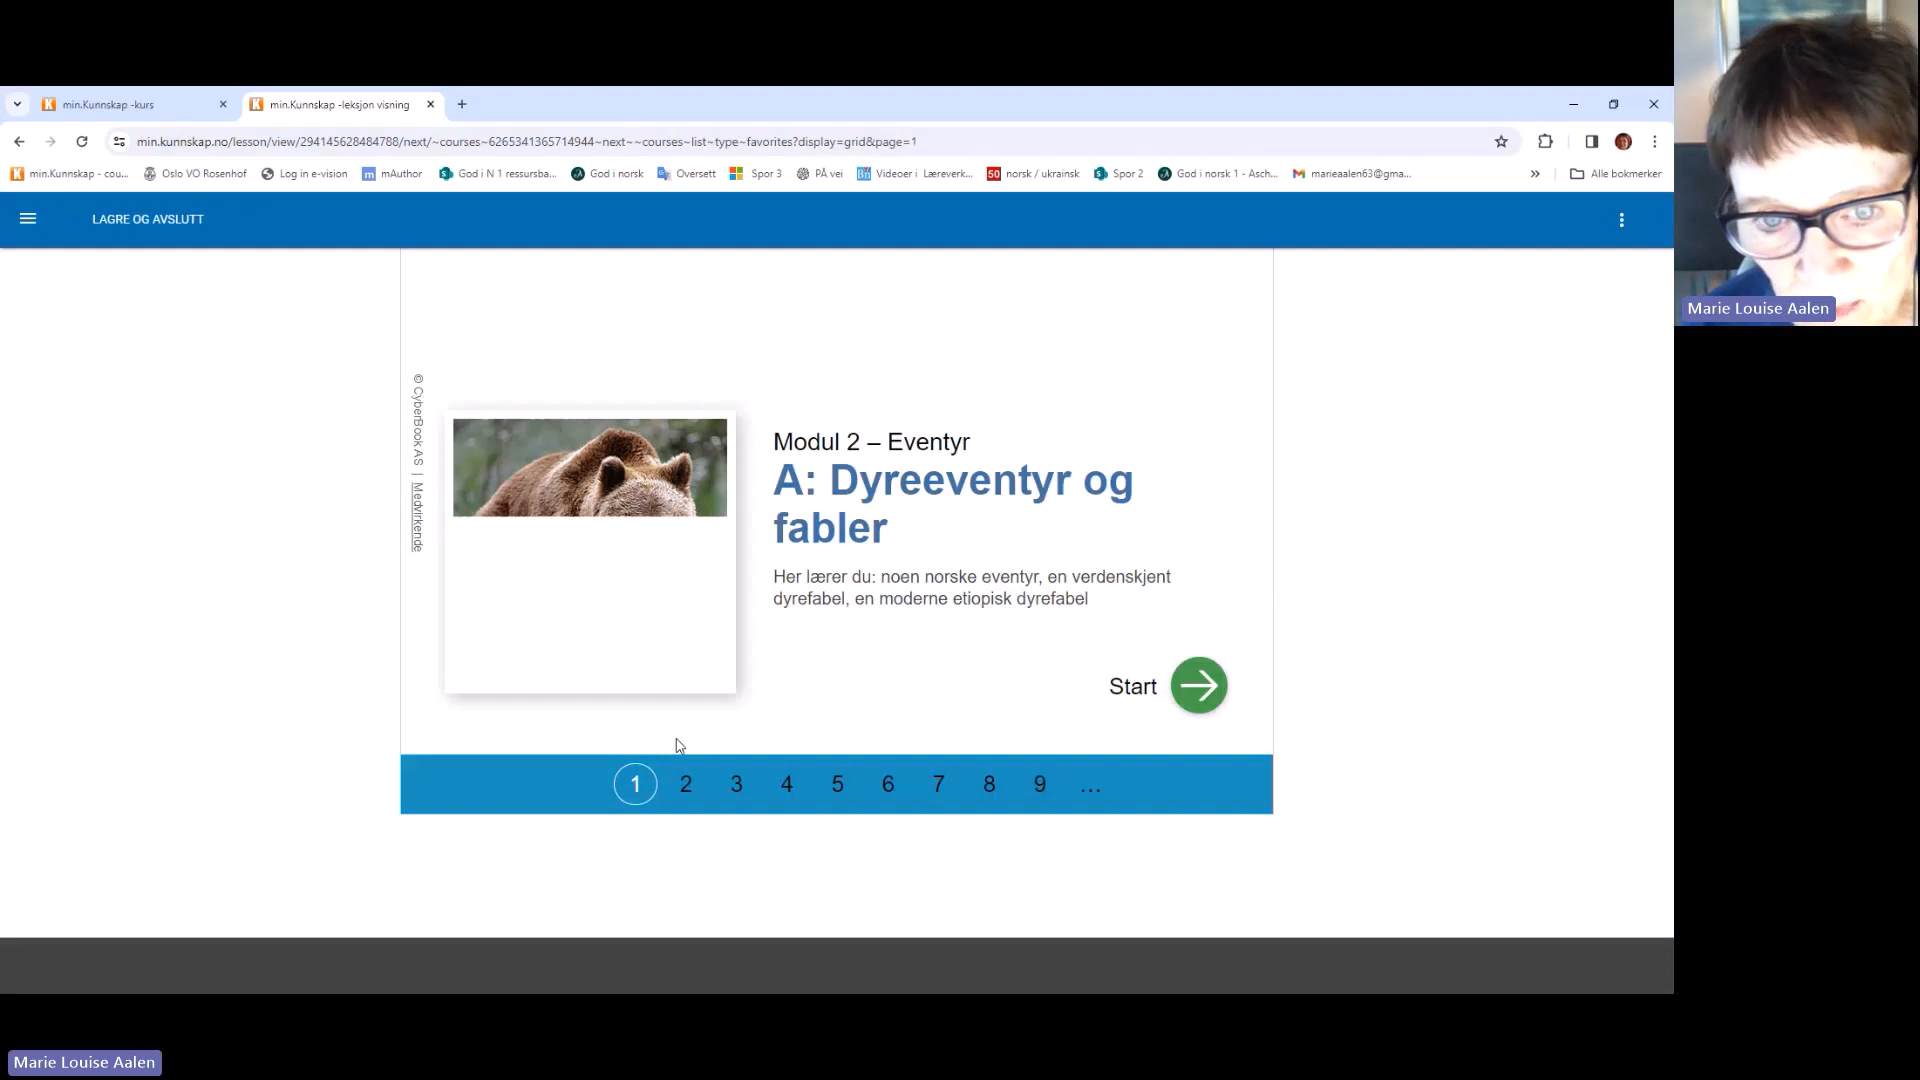 min.Kunnskap -kurs
min.Kunnskap -leksjon visning
min.kunnskap.no/lesson/view/294145628484788/next/~courses~6265341365714944~next~~courses~list~type~favorites?display=grid&page=1
min.Kunnskap - cou...
Oslo VO Rosenhof
Log in e-vision
mAuthor
God i N 1 ressursba...
God i norsk
Oversett
Spor 3
PÅ vei
Videoer i Læreverk...
norsk / ukrainsk
Spor 2
God i norsk 1 - Asch...
marieaalen63@gma...
Alle bokmerker
LAGRE OG AVSLUTT
© CyberBook AS | Medvirkende
Modul 2 – Eventyr
A: Dyreeventyr og
fabler
Her lærer du: noen norske eventyr, en verdenskjent
dyrefabel, en moderne etiopisk dyrefabel
Start
1 2 3 4 5 6 7 8 9 ...
Marie Louise Aalen
Marie Louise Aalen